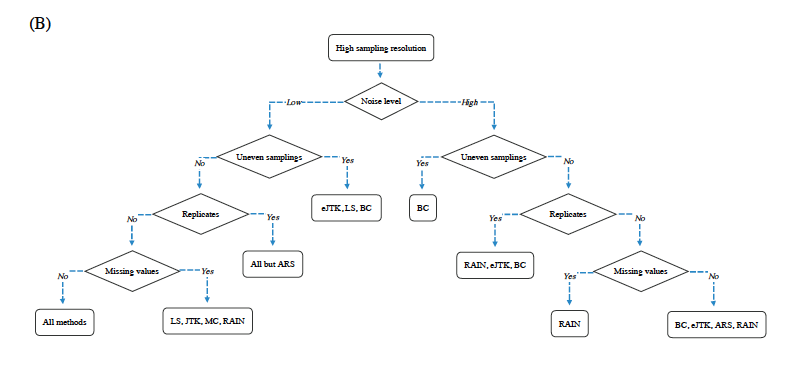 (B)
High sampling resolution
Low
Noise level
High
Uneven samplings
Uneven samplings
No
Yes
Yes
No
eJTK, LS, BC
BC
Replicates
Replicates
No
Yes
Yes
No
All but ARS
RAIN, eJTK, BC
Missing values
Missing values
No
Yes
Yes
No
All methods
LS, JTK, MC, RAIN
RAIN
BC, eJTK, ARS, RAIN